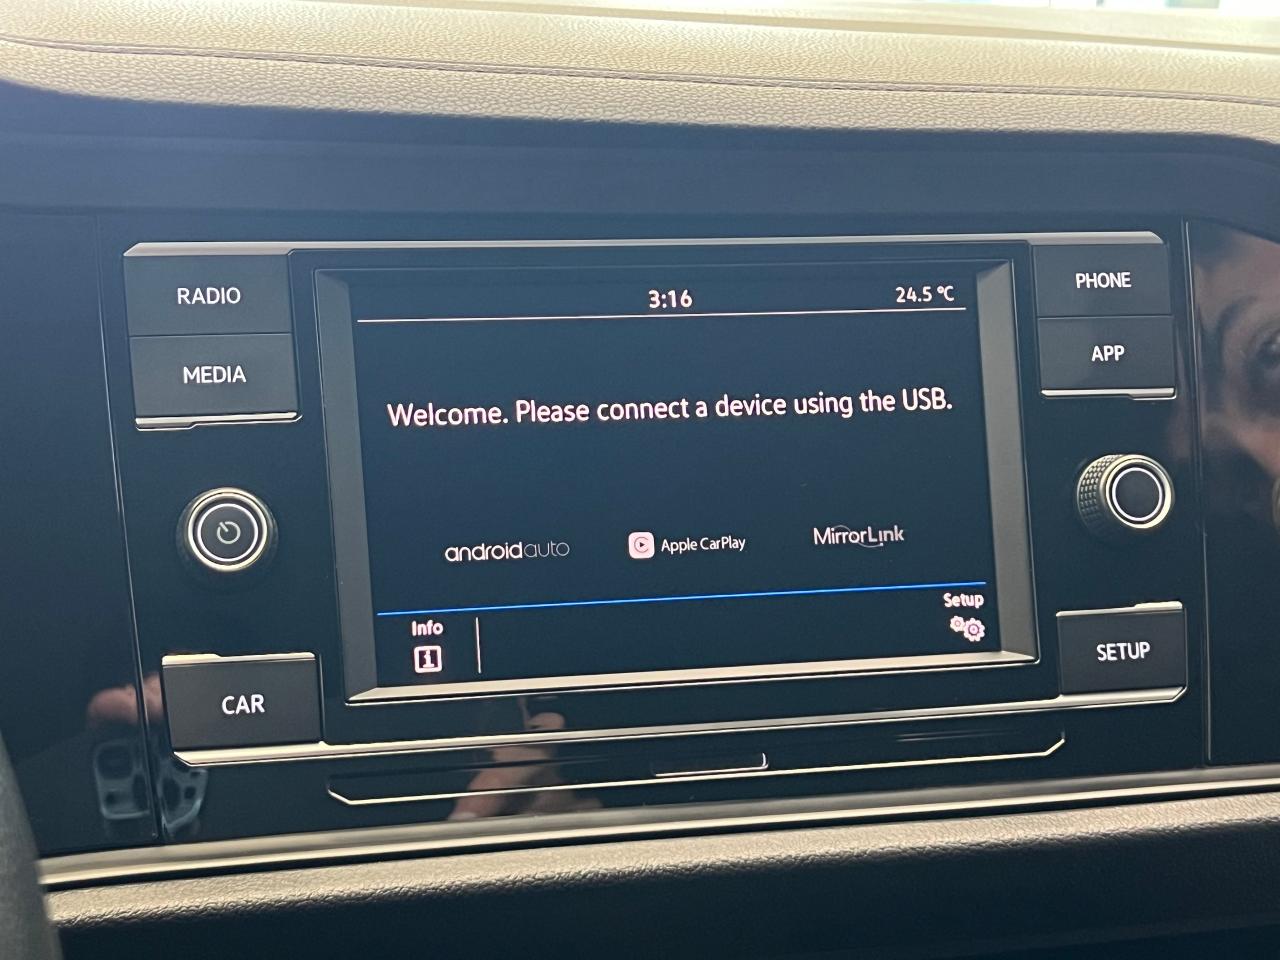 RADIO
MEDIA
CAR
3:16
24.5 °C
Welcome. Please connect a device using the USB.
androidauto
Apple CarPlay
MirrorLink
Info
Setup
PHONE
APP
SETUP